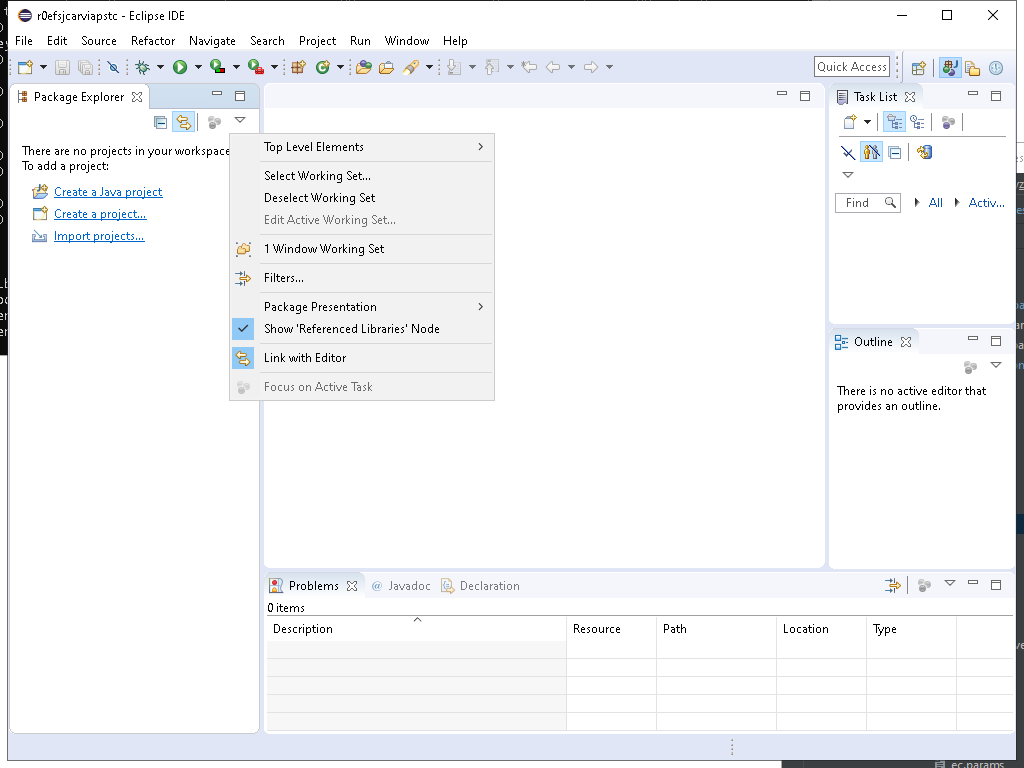 r0efsjcarviapstc - Eclipse IDE
File Edit Source Refactor Navigate Search Project Run Window Help
Quick Access
Package Explorer
Task List
There are no projects in your workspace
To add a project:
Create a Java project
Create a project...
Import projects...
Top Level Elements
Select Working Set...
Deselect Working Set
Edit Active Working Set...
1 Window Working Set
Filters...
Package Presentation
Show 'Referenced Libraries' Node
Link with Editor
Focus on Active Task
Find All Activ...
Outline
There is no active editor that
provides an outline.
Problems @ Javadoc Declaration
0 items
Description Resource Path Location Type
ec.params